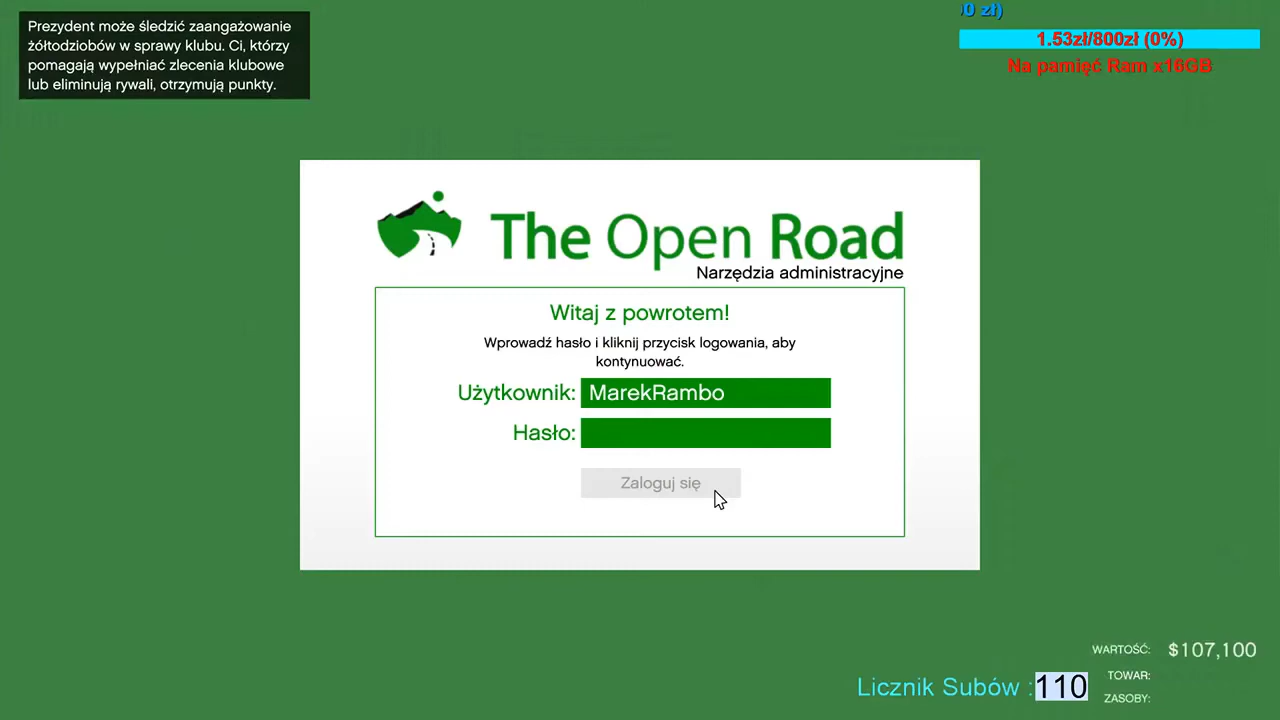 Prezydent może śledzić zaangażowanie
żółtodziobów w sprawy klubu. Ci, którzy
pomagają wypełniać zlecenia klubowe
lub eliminują rywali, otrzymują punkty.
0 zł)
1.53zł/800zł (0%)
Na pamięć Ram x16GB
The Open Road
Narzędzia administracyjne
Witaj z powrotem!
Wprowadź hasło i kliknij przycisk logowania, aby
kontynuować.
Użytkownik: MarekRambo
Hasło:
Zaloguj się
WARTOŚĆ: $107,100
TOWAR:
ZASOBY:
Licznik Subów : 110